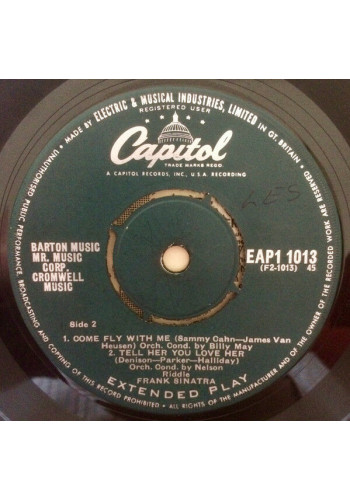 MADE BY ELECTRIC & MUSICAL INDUSTRIES, LIMITED IN GT. BRITAIN
REGISTERED USER
Capitol
TRADE MARKS REGD.
A CAPITOL RECORDS, INC., U.S.A. RECORDING
LES
BARTON MUSIC
MR. MUSIC
CORP.
CROMWELL
MUSIC
EAP1 1013
(F2-1013) 45
Side 2
1. COME FLY WITH ME (Sammy Cahn—James Van
Heusen) Orch. Cond. by Billy May
2. TELL HER YOU LOVE HER
(Denison—Parker—Halliday)
Orch. Cond. by Nelson
Riddle
FRANK SINATRA
EXTENDED PLAY
UNAUTHORISED PUBLIC PERFORMANCE, BROADCASTING AND COPYING OF THIS RECORD PROHIBITED • ALL RIGHTS OF THE MANUFACTURER AND OF THE OWNER OF THE RECORDED WORK ARE RESERVED